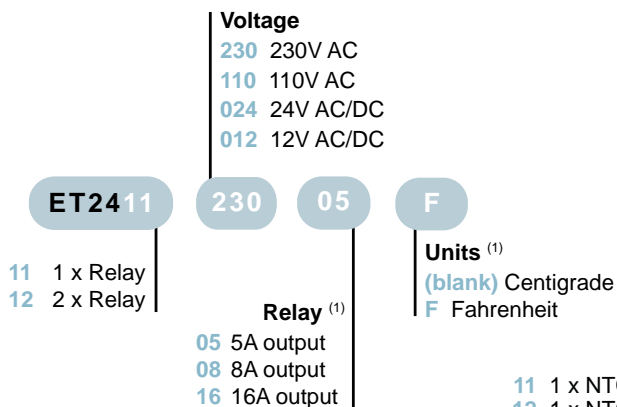 Voltage
230 230V AC
110 110V AC
024 24V AC/DC
012 12V AC/DC
ET2411 230 05 F
11 1 x Relay
12 2 x Relay
Units (1)
(blank) Centigrade
F Fahrenheit
Relay (1)
05 5A output
08 8A output
16 16A output
11 1 x